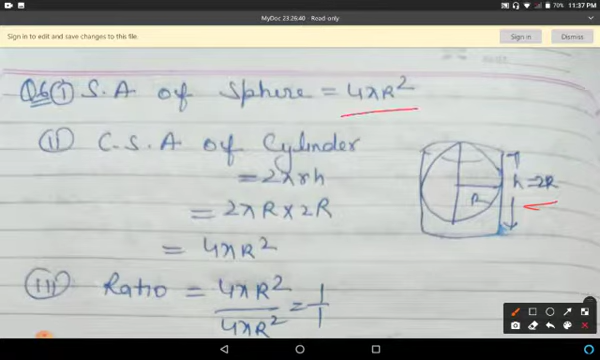 11:37 PM
70%
MyDoc 23:26:40 - Read-only
Sign in to edit and save changes to this file.
Sign in
Dismiss
Q6 (i) S.A of Sphere = 4πR²
(ii) C.S.A of Cylinder
= 2πrh
= 2πR × 2R
= 4πR²
h = 2R
R
(iii) Ratio = 4πR² / 4πR² = 1/1